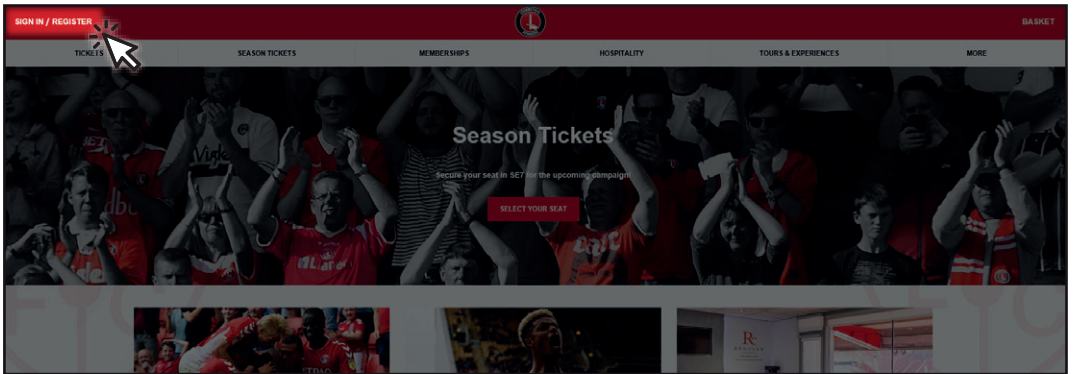 SIGN IN / REGISTER
BASKET
TICKETS
SEASON TICKETS
MEMBERSHIPS
HOSPITALITY
TOURS & EXPERIENCES
MORE
Season Tickets
Secure your seat in SE7 for the upcoming campaign!
SELECT YOUR SEAT